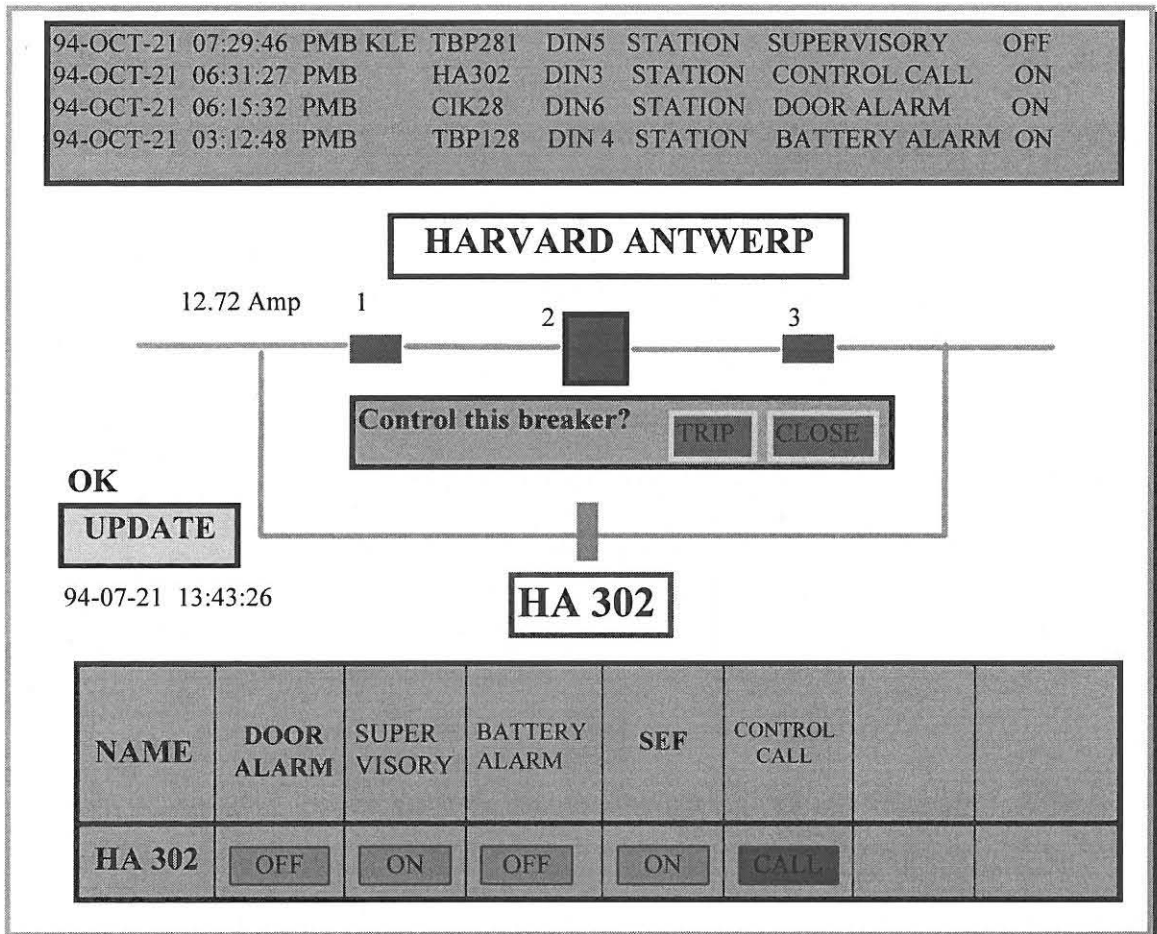 94-OCT-21 07:29:46 PMB KLE TBP281 DIN5 STATION SUPERVISORY OFF
94-OCT-21 06:31:27 PMB HA302 DIN3 STATION CONTROL CALL ON
94-OCT-21 06:15:32 PMB CIK28 DIN6 STATION DOOR ALARM ON
94-OCT-21 03:12:48 PMB TBP128 DIN 4 STATION BATTERY ALARM ON
HARVARD ANTWERP
12.72 Amp 1 2 3
Control this breaker? TRIP CLOSE
OK
UPDATE
94-07-21 13:43:26
HA 302
NAME DOOR ALARM SUPER VISORY BATTERY ALARM SEF CONTROL CALL
HA 302 OFF ON OFF ON CALL